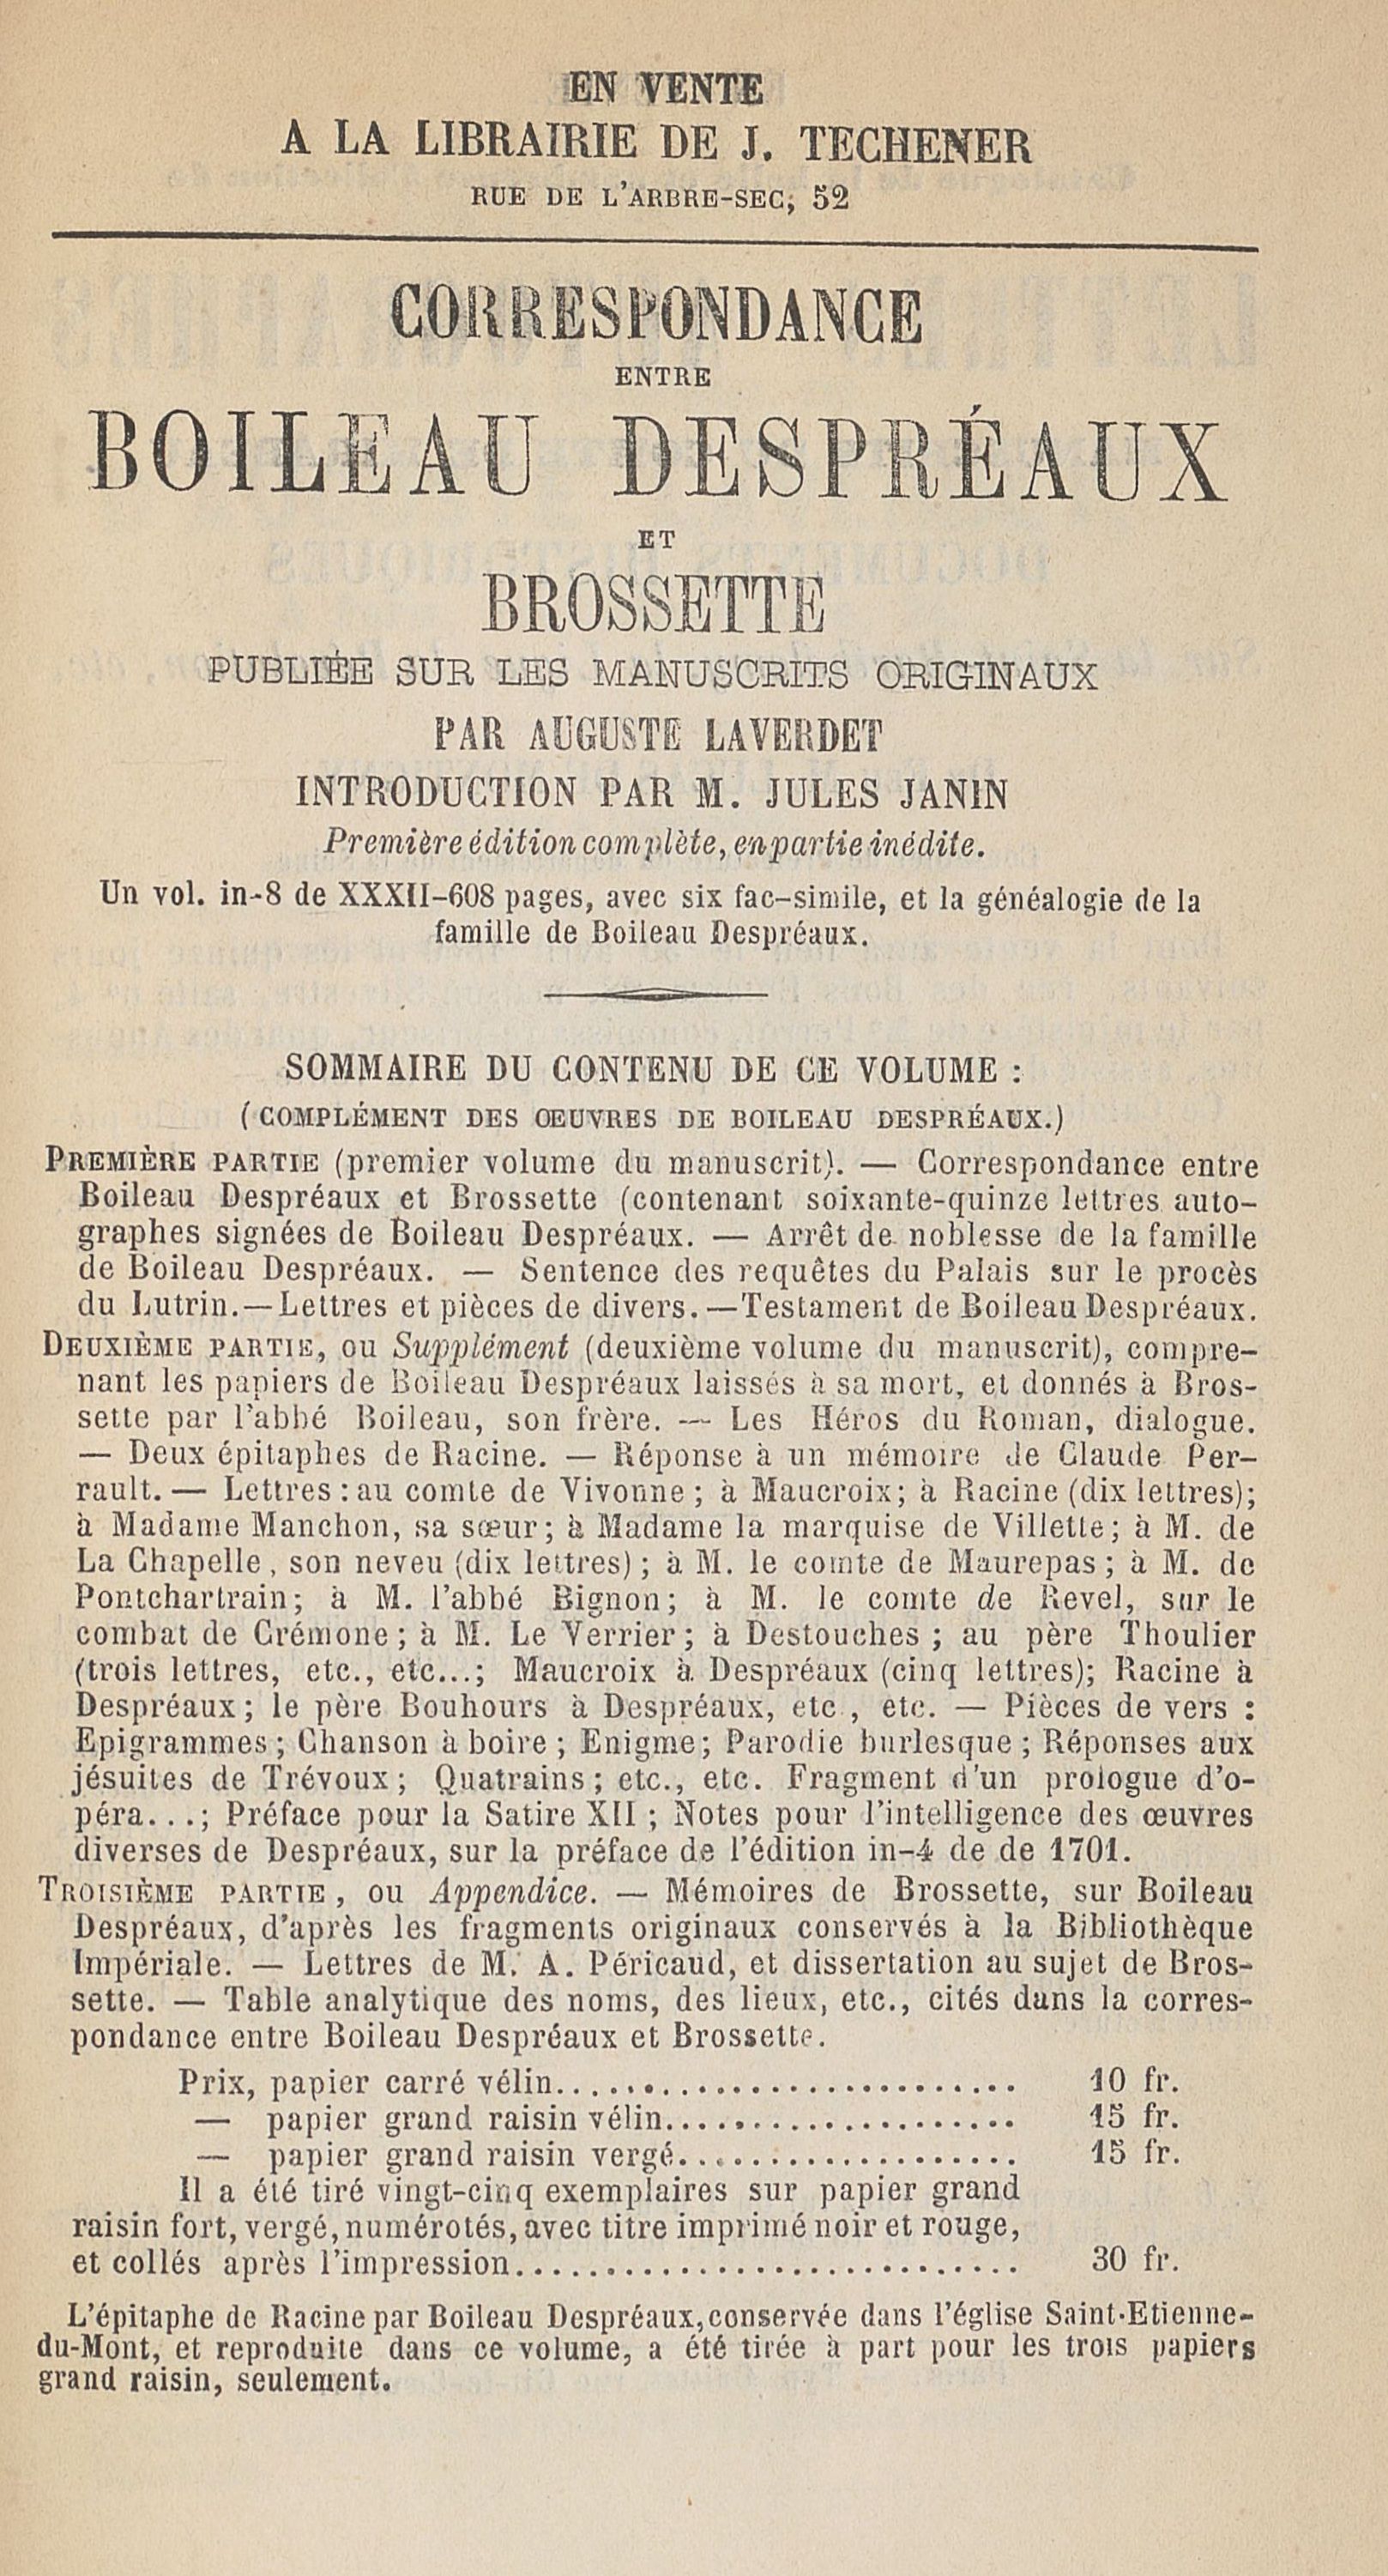 EN VENTE
A LA LIBRAIRIE DE J. TECHENER
RUE DE L'ARBRE-SEC, 52
CORRESPONDANCE
ENTRE
BOILEAU DESPRÉAUX
ET
BROSSETTE
PUBLIÉE SUR LES MANUSCRITS ORIGINAUX
PAR AUGUSTE LAVERDET
INTRODUCTION PAR M. JULES JANIN
Première édition complète, en partie inédite.
Un vol. in-8 de XXXII-608 pages, avec six fac-simile, et la généalogie de la
famille de Boileau Despréaux.
SOMMAIRE DU CONTENU DE CE VOLUME :
(COMPLÉMENT DES ŒUVRES DE BOILEAU DESPRÉAUX.)
PREMIÈRE PARTIE (premier volume du manuscrit). — Correspondance entre
Boileau Despréaux et Brossette (contenant soixante-quinze lettres auto-
graphes signées de Boileau Despréaux. — Arrêt de noblesse de la famille
de Boileau Despréaux. — Sentence des requêtes du Palais sur le procès
du Lutrin. — Lettres et pièces de divers. — Testament de Boileau Despréaux.
DEUXIÈME PARTIE, ou Supplément (deuxième volume du manuscrit), compre-
nant les papiers de Boileau Despréaux laissés à sa mort, et donnés à Bros-
sette par l'abbé Boileau, son frère. — Les Héros du Roman, dialogue.
— Deux épitaphes de Racine. — Réponse à un mémoire de Claude Per-
rault. — Lettres : au comte de Vivonne ; à Maucroix; à Racine (dix lettres);
à Madame Manchon, sa sœur; à Madame la marquise de Villette; à M. de
La Chapelle, son neveu (dix lettres) ; à M. le comte de Maurepas ; à M. de
Pontchartrain; à M. l'abbé Bignon; à M. le comte de Revel, sur le
combat de Crémone ; à M. Le Verrier ; à Destouches ; au père Thoulier
(trois lettres, etc., etc...; Maucroix à Despréaux (cinq lettres); Racine à
Despréaux ; le père Bouhours à Despréaux, etc., etc. — Pièces de vers :
Epigrammes ; Chanson à boire ; Enigme; Parodie burlesque ; Réponses aux
jésuites de Trévoux ; Quatrains ; etc., etc. Fragment d'un prologue d'o-
péra...; Préface pour la Satire XII ; Notes pour l'intelligence des œuvres
diverses de Despréaux, sur la préface de l'édition in-4 de de 1701.
TROISIÈME PARTIE, ou Appendice. — Mémoires de Brossette, sur Boileau
Despréaux, d'après les fragments originaux conservés à la Bibliothèque
Impériale. — Lettres de M. A. Péricaud, et dissertation au sujet de Bros-
sette. — Table analytique des noms, des lieux, etc., cités dans la corres-
pondance entre Boileau Despréaux et Brossette.
Prix, papier carré vélin............................ 10 fr.
— papier grand raisin vélin..................... 15 fr.
— papier grand raisin vergé.................... 15 fr.
Il a été tiré vingt-cinq exemplaires sur papier grand
raisin fort, vergé, numérotés, avec titre imprimé noir et rouge,
et collés après l'impression............................ 30 fr.
L'épitaphe de Racine par Boileau Despréaux, conservée dans l'église Saint-Etienne-
du-Mont, et reproduite dans ce volume, a été tirée à part pour les trois papiers
grand raisin, seulement.